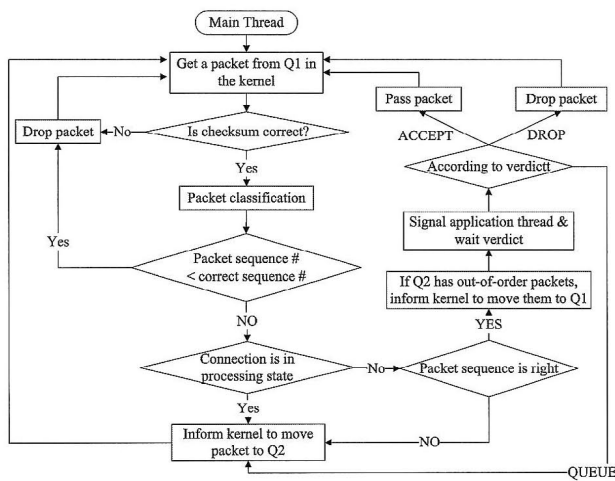 Main Thread
Get a packet from Q1 in
the kernel
Pass packet
Drop packet
Drop packet
No
Is checksum correct?
ACCEPT
DROP
According to verdictt
Yes
Packet classification
Signal application thread &
wait verdict
Yes
Packet sequence #
< correct sequence #
If Q2 has out-of-order packets,
inform kernel to move them to Q1
NO
YES
Connection is in
processing state
No
Packet sequence is right
Yes
Inform kernel to move
packet to Q2
NO
QUEUE